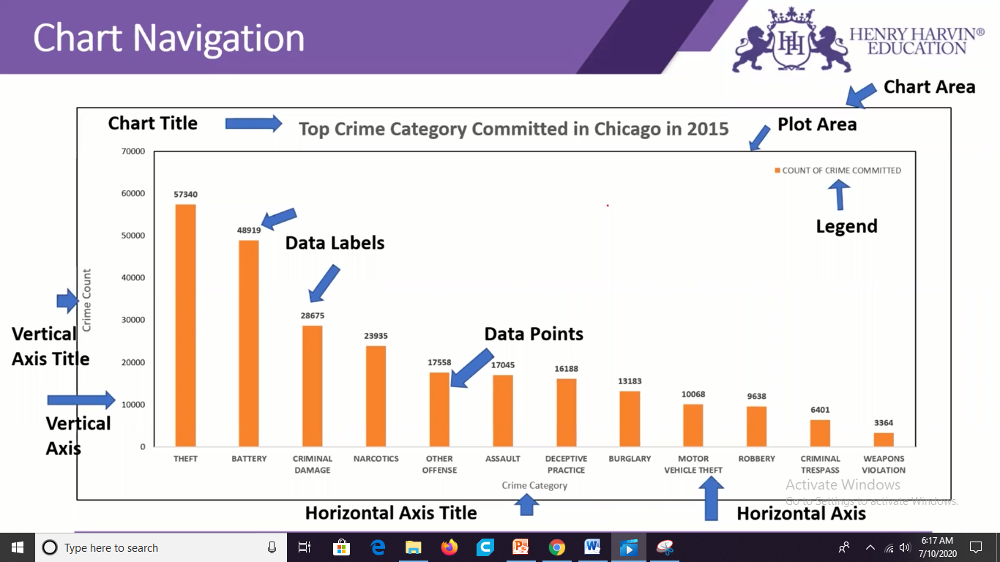 Chart Navigation
HENRY HARVIN®
EDUCATION
Chart Area
Chart Title
Top Crime Category Committed in Chicago in 2015
Plot Area
70000
60000
50000
40000
30000
20000
10000
0
Crime Count
COUNT OF CRIME COMMITTED
Legend
57340
48919
28675
23935
17558
17045
16188
13183
10068
9638
6401
3364
Data Labels
Data Points
Vertical
Axis Title
Vertical
Axis
THEFT
BATTERY
CRIMINAL
DAMAGE
NARCOTICS
OTHER
OFFENSE
ASSAULT
DECEPTIVE
PRACTICE
BURGLARY
MOTOR
VEHICLE THEFT
ROBBERY
CRIMINAL
TRESPASS
WEAPONS
VIOLATION
Crime Category
Activate Windows
Go to Settings to activate Windows.
Horizontal Axis Title
Horizontal Axis
Type here to search
6:17 AM
7/10/2020